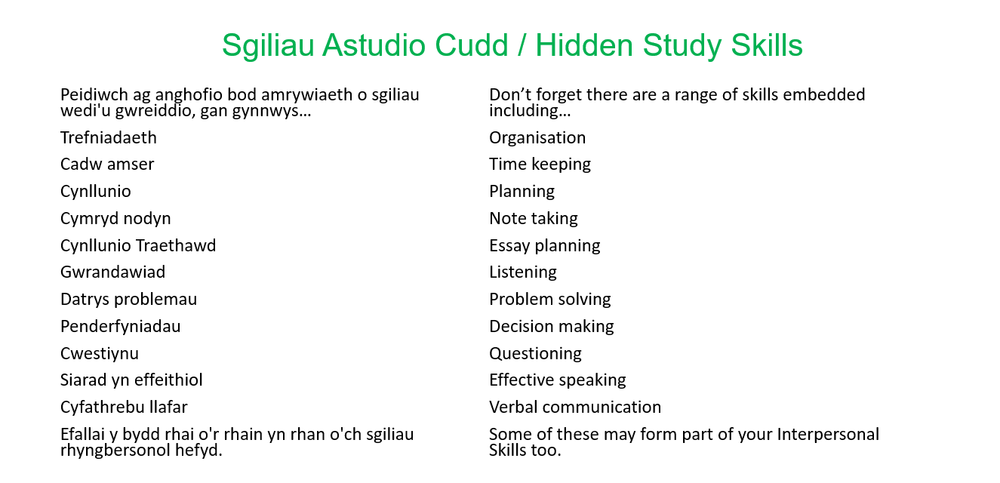 Sgiliau Astudio Cudd / Hidden Study Skills
Peidiwch ag anghofio bod amrywiaeth o sgiliau
wedi'u gwreiddio, gan gynnwys...
Trefniadaeth
Cadw amser
Cynllunio
Cymryd nodyn
Cynllunio Traethawd
Gwrandawiad
Datrys problemau
Penderfyniadau
Cwestiynu
Siarad yn effeithiol
Cyfathrebu llafar
Efallai y bydd rhai o'r rhain yn rhan o'ch sgiliau
rhyngbersonol hefyd.
Don’t forget there are a range of skills embedded
including…
Organisation
Time keeping
Planning
Note taking
Essay planning
Listening
Problem solving
Decision making
Questioning
Effective speaking
Verbal communication
Some of these may form part of your Interpersonal
Skills too.